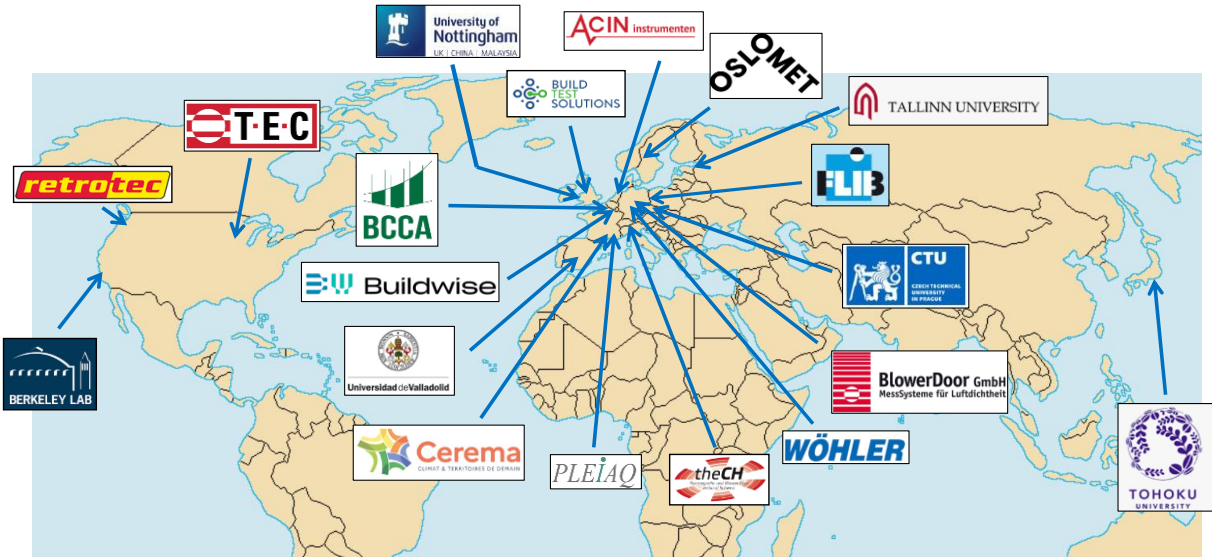 University of
Nottingham
UK | CHINA | MALAYSIA
ACIN instrumenten
OSLOMET
BUILD
TEST
SOLUTIONS
TALLINN UNIVERSITY
T·E·C
retrotec
BCCA
FLiB
Buildwise
CTU
CZECH TECHNICAL
UNIVERSITY
IN PRAGUE
Universidad de Valladolid
BERKELEY LAB
BlowerDoor GmbH
MessSysteme für Luftdichtheit
Cerema
CLIMAT & TERRITOIRES DE DEMAIN
PLEiAQ
theCH
WÖHLER
TOHOKU
UNIVERSITY